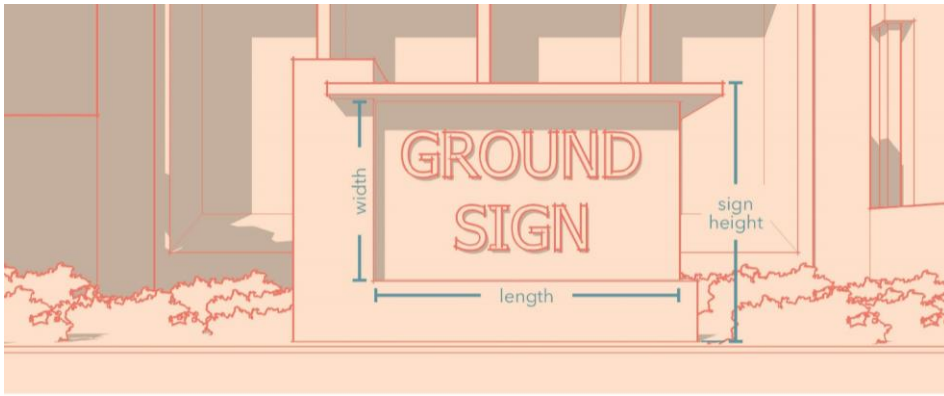 GROUND
SIGN
width
length
sign
height